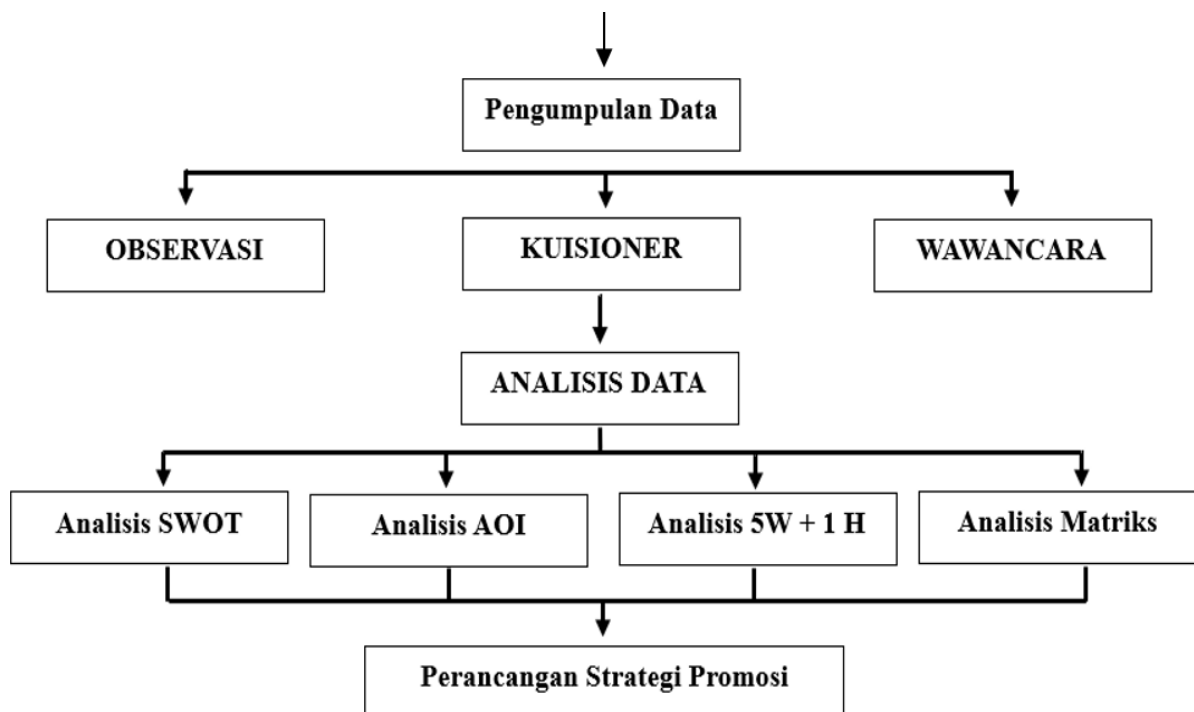 Pengumpulan Data
OBSERVASI
KUISIONER
WAWANCARA
ANALISIS DATA
Analisis SWOT
Analisis AOI
Analisis 5W + 1 H
Analisis Matriks
Perancangan Strategi Promosi